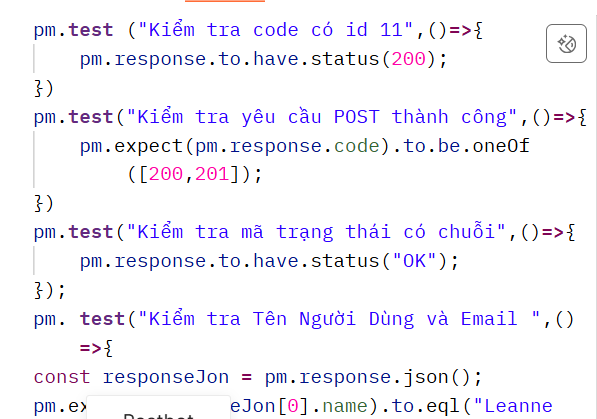 pm.test ("Kiểm tra code có id 11",()=>{
pm.response.to.have.status(200);
})
pm.test("Kiểm tra yêu cầu POST thành công",()=>{
pm.expect(pm.response.code).to.be.oneOf
([200,201]);
})
pm.test("Kiểm tra mã trạng thái có chuỗi",()=>{
pm.response.to.have.status("OK");
});
pm. test("Kiểm tra Tên Người Dùng và Email ",()
=>{
const responseJon = pm.response.json();
pm.ex eJon[0].name).to.eql("Leanne